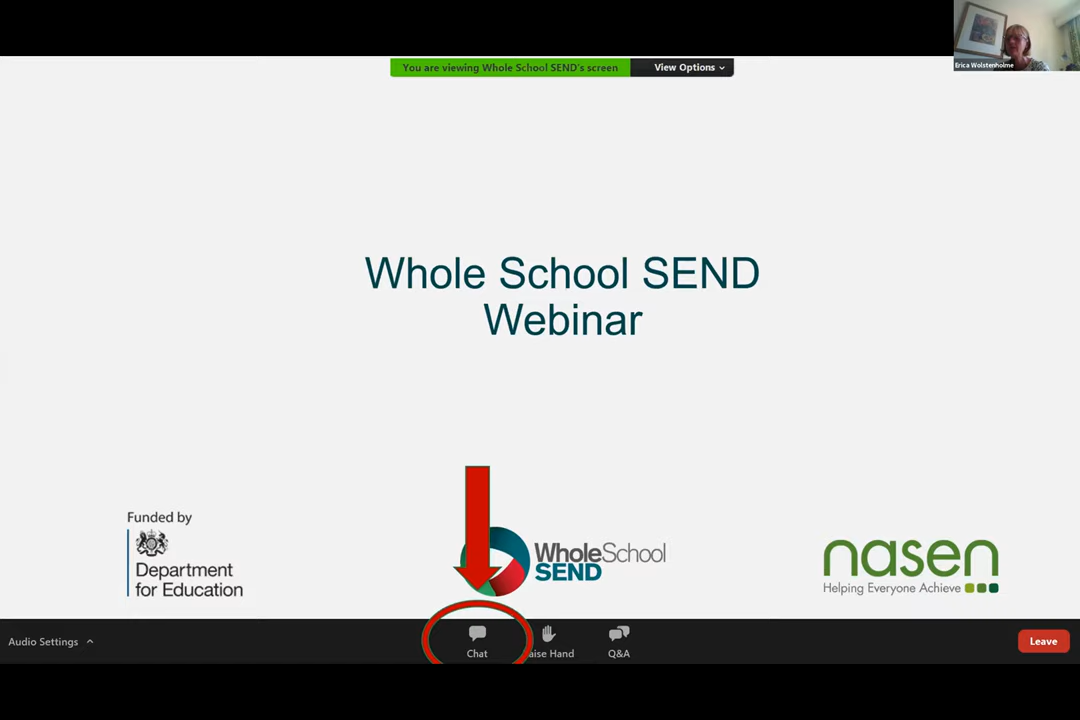 Erica Wolstenholme
You are viewing Whole School SEND's screen
View Options
Whole School SEND
Webinar
Funded by
Department
for Education
WholeSchool
SEND
nasen
Helping Everyone Achieve
Audio Settings
Chat
aise Hand
Q&A
Leave